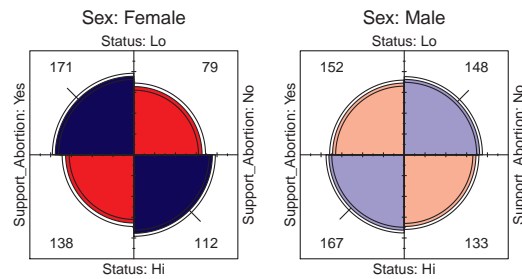 Sex: Female
Status: Lo
171
79
Support_Abortion: Yes
Support_Abortion: No
138
112
Status: Hi
Sex: Male
Status: Lo
152
148
Support_Abortion: Yes
Support_Abortion: No
167
133
Status: Hi